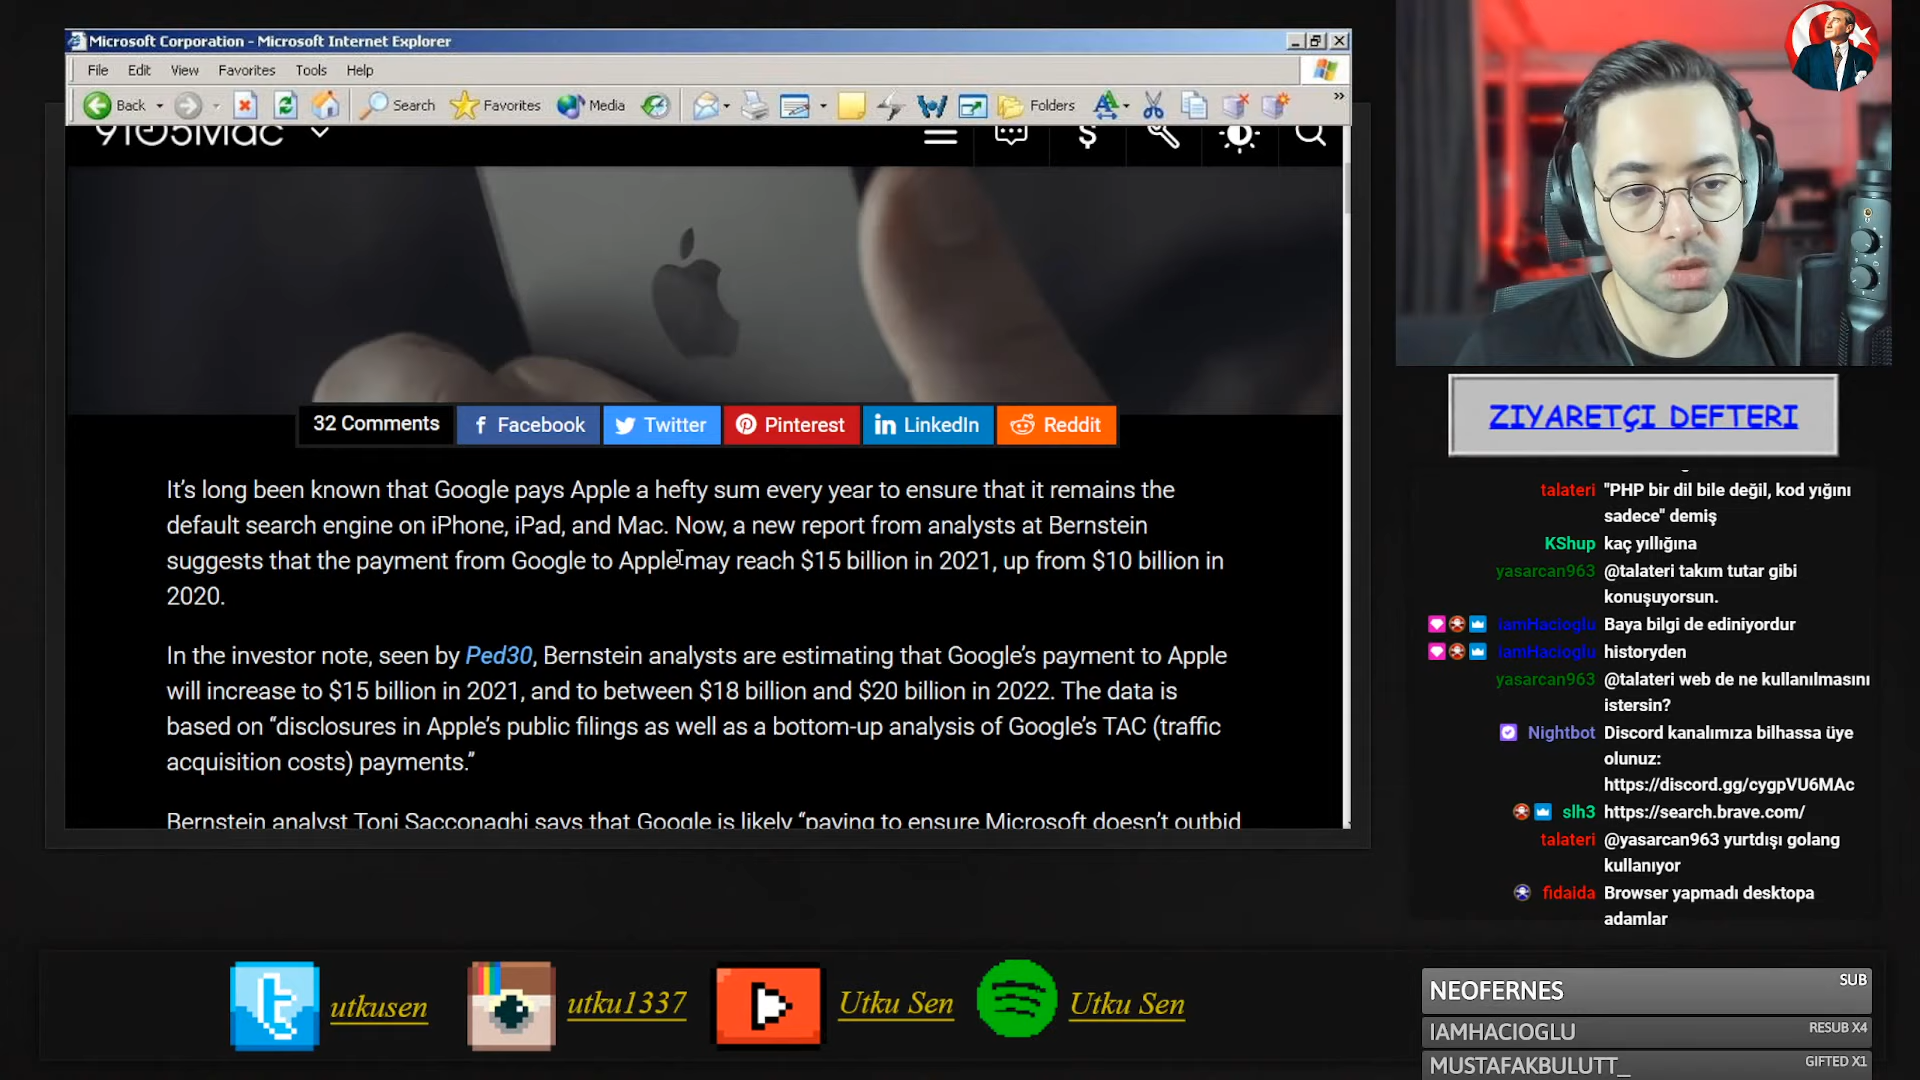 Microsoft Corporation - Microsoft Internet Explorer
File Edit View Favorites Tools Help
Back Search Favorites Media Folders
9TO5Mac
32 Comments Facebook Twitter Pinterest LinkedIn Reddit
It’s long been known that Google pays Apple a hefty sum every year to ensure that it remains the
default search engine on iPhone, iPad, and Mac. Now, a new report from analysts at Bernstein
suggests that the payment from Google to Apple may reach $15 billion in 2021, up from $10 billion in
2020.
In the investor note, seen by Ped30, Bernstein analysts are estimating that Google’s payment to Apple
will increase to $15 billion in 2021, and to between $18 billion and $20 billion in 2022. The data is
based on “disclosures in Apple’s public filings as well as a bottom-up analysis of Google’s TAC (traffic
acquisition costs) payments.”
Bernstein analyst Toni Sacconaghi says that Google is likely “paying to ensure Microsoft doesn’t outbid
ZIYARETÇI DEFTERI
talateri "PHP bir dil bile değil, kod yığını
sadece" demiş
KShup kaç yıllığına
yasarcan963 @talateri takım tutar gibi
konuşuyorsun.
iamHacioglu Baya bilgi de ediniyordur
iamHacioglu historyden
yasarcan963 @talateri web de ne kullanılmasını
istersin?
Nightbot Discord kanalımıza bilhassa üye
olunuz:
https://discord.gg/cygpVU6MAc
slh3 https://search.brave.com/
talateri @yasarcan963 yurtdışı golang
kullanıyor
fidaida Browser yapmadı desktopa
adamlar
utkusen utku1337 Utku Sen Utku Sen
NEOFERNES SUB
IAMHACIOGLU RESUB X4
MUSTAFAKBULUTT_ GIFTED X1